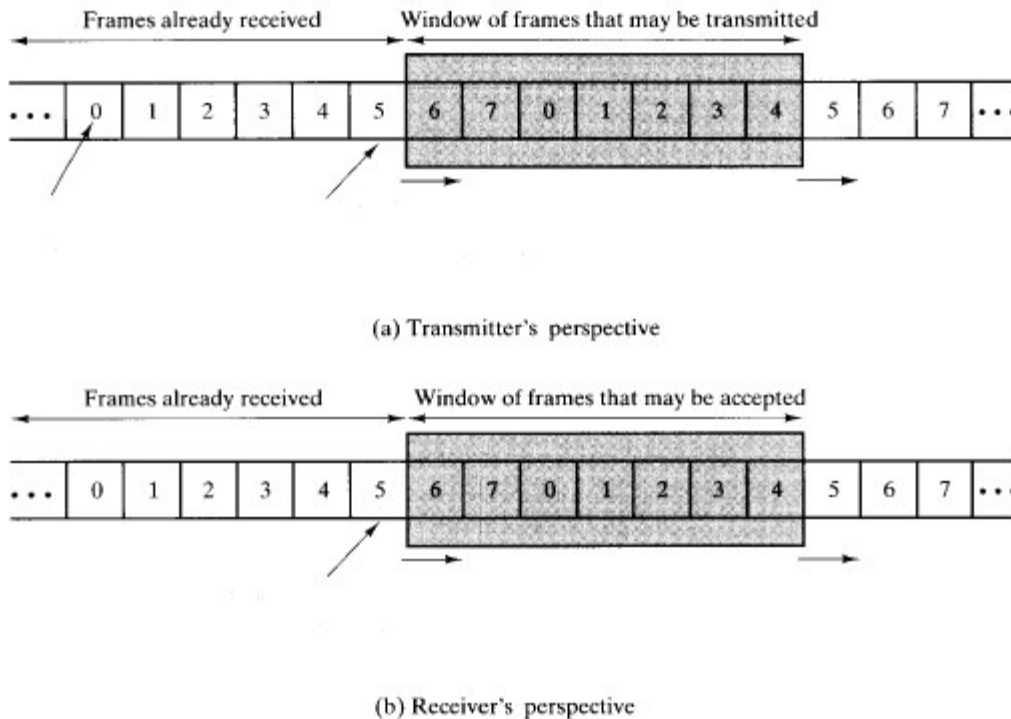 Frames already received Window of frames that may be transmitted
••• 0 1 2 3 4 5 6 7 0 1 2 3 4 5 6 7 •••
(a) Transmitter's perspective
Frames already received Window of frames that may be accepted
••• 0 1 2 3 4 5 6 7 0 1 2 3 4 5 6 7 •••
(b) Receiver's perspective